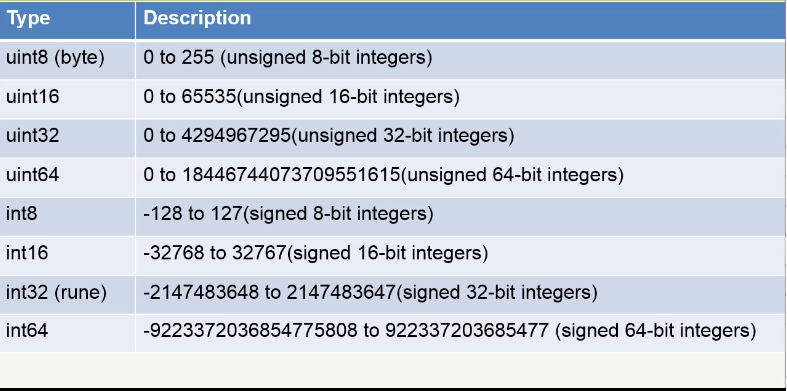 Type Description
uint8 (byte) 0 to 255 (unsigned 8-bit integers)
uint16 0 to 65535(unsigned 16-bit integers)
uint32 0 to 4294967295(unsigned 32-bit integers)
uint64 0 to 18446744073709551615(unsigned 64-bit integers)
int8 -128 to 127(signed 8-bit integers)
int16 -32768 to 32767(signed 16-bit integers)
int32 (rune) -2147483648 to 2147483647(signed 32-bit integers)
int64 -9223372036854775808 to 922337203685477 (signed 64-bit integers)